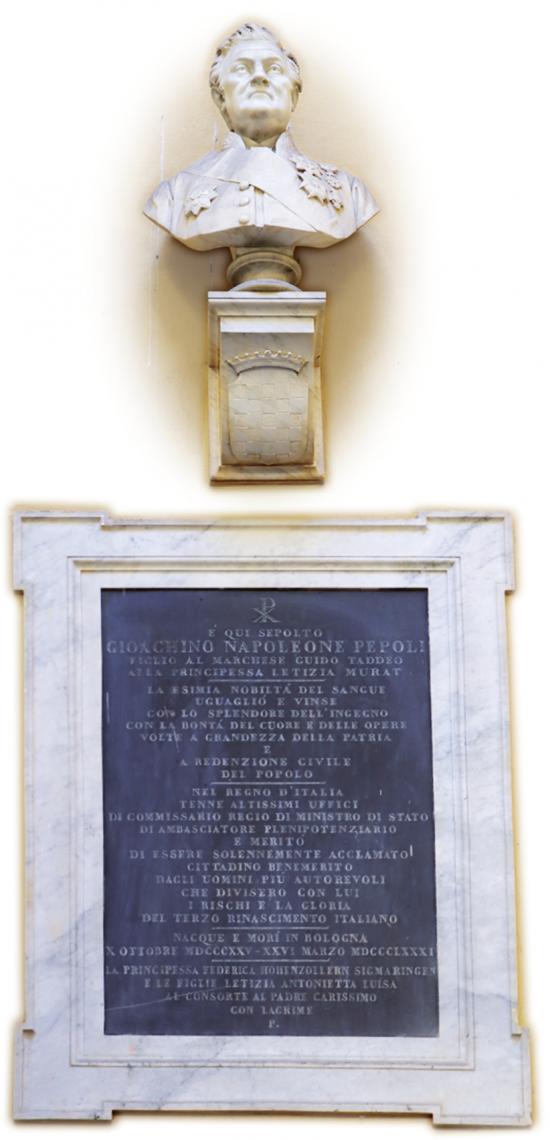 È QUI SEPOLTO
GIOACHINO NAPOLEONE PEPOLI
FIGLIO AL MARCHESE GUIDO TADDEO
ALLA PRINCIPESSA LETIZIA MURAT
LA ESIMIA NOBILTÁ DEL SANGUE
UGUAGLIÒ E VINSE
CON LO SPLENDORE DELL'INGEGNO
CON LA BONTÁ DEL CUORE E DELLE OPERE
VOLTE A GRANDEZZA DELLA PATRIA
E
A REDENZIONE CIVILE
DEL POPOLO
NEL REGNO D'ITALIA
TENNE ALTISSIMI UFFICI
DI COMMISSARIO REGIO DI MINISTRO DI STATO
DI AMBASCIATORE PLENIPOTENZIARIO
E MERITÒ
DI ESSERE SOLENNEMENTE ACCLAMATO
CITTADINO BENEMERITO
DAGLI UOMINI PIÙ AUTOREVOLI
CHE DIVISERO CON LUI
I RISCHI E LA GLORIA
DEL TERZO RINASCIMENTO ITALIANO
NACQUE E MORÌ IN BOLOGNA
X OTTOBRE MDCCCXXV-XXVI MARZO MDCCCLXXXI
LA PRINCIPESSA FEDERICA HOHENZOLLERN SIGMARINGEN
E LE FIGLIE LETIZIA ANTONIETTA LUISA
AL CONSORTE AL PADRE CARISSIMO
CON LACRIME
P.